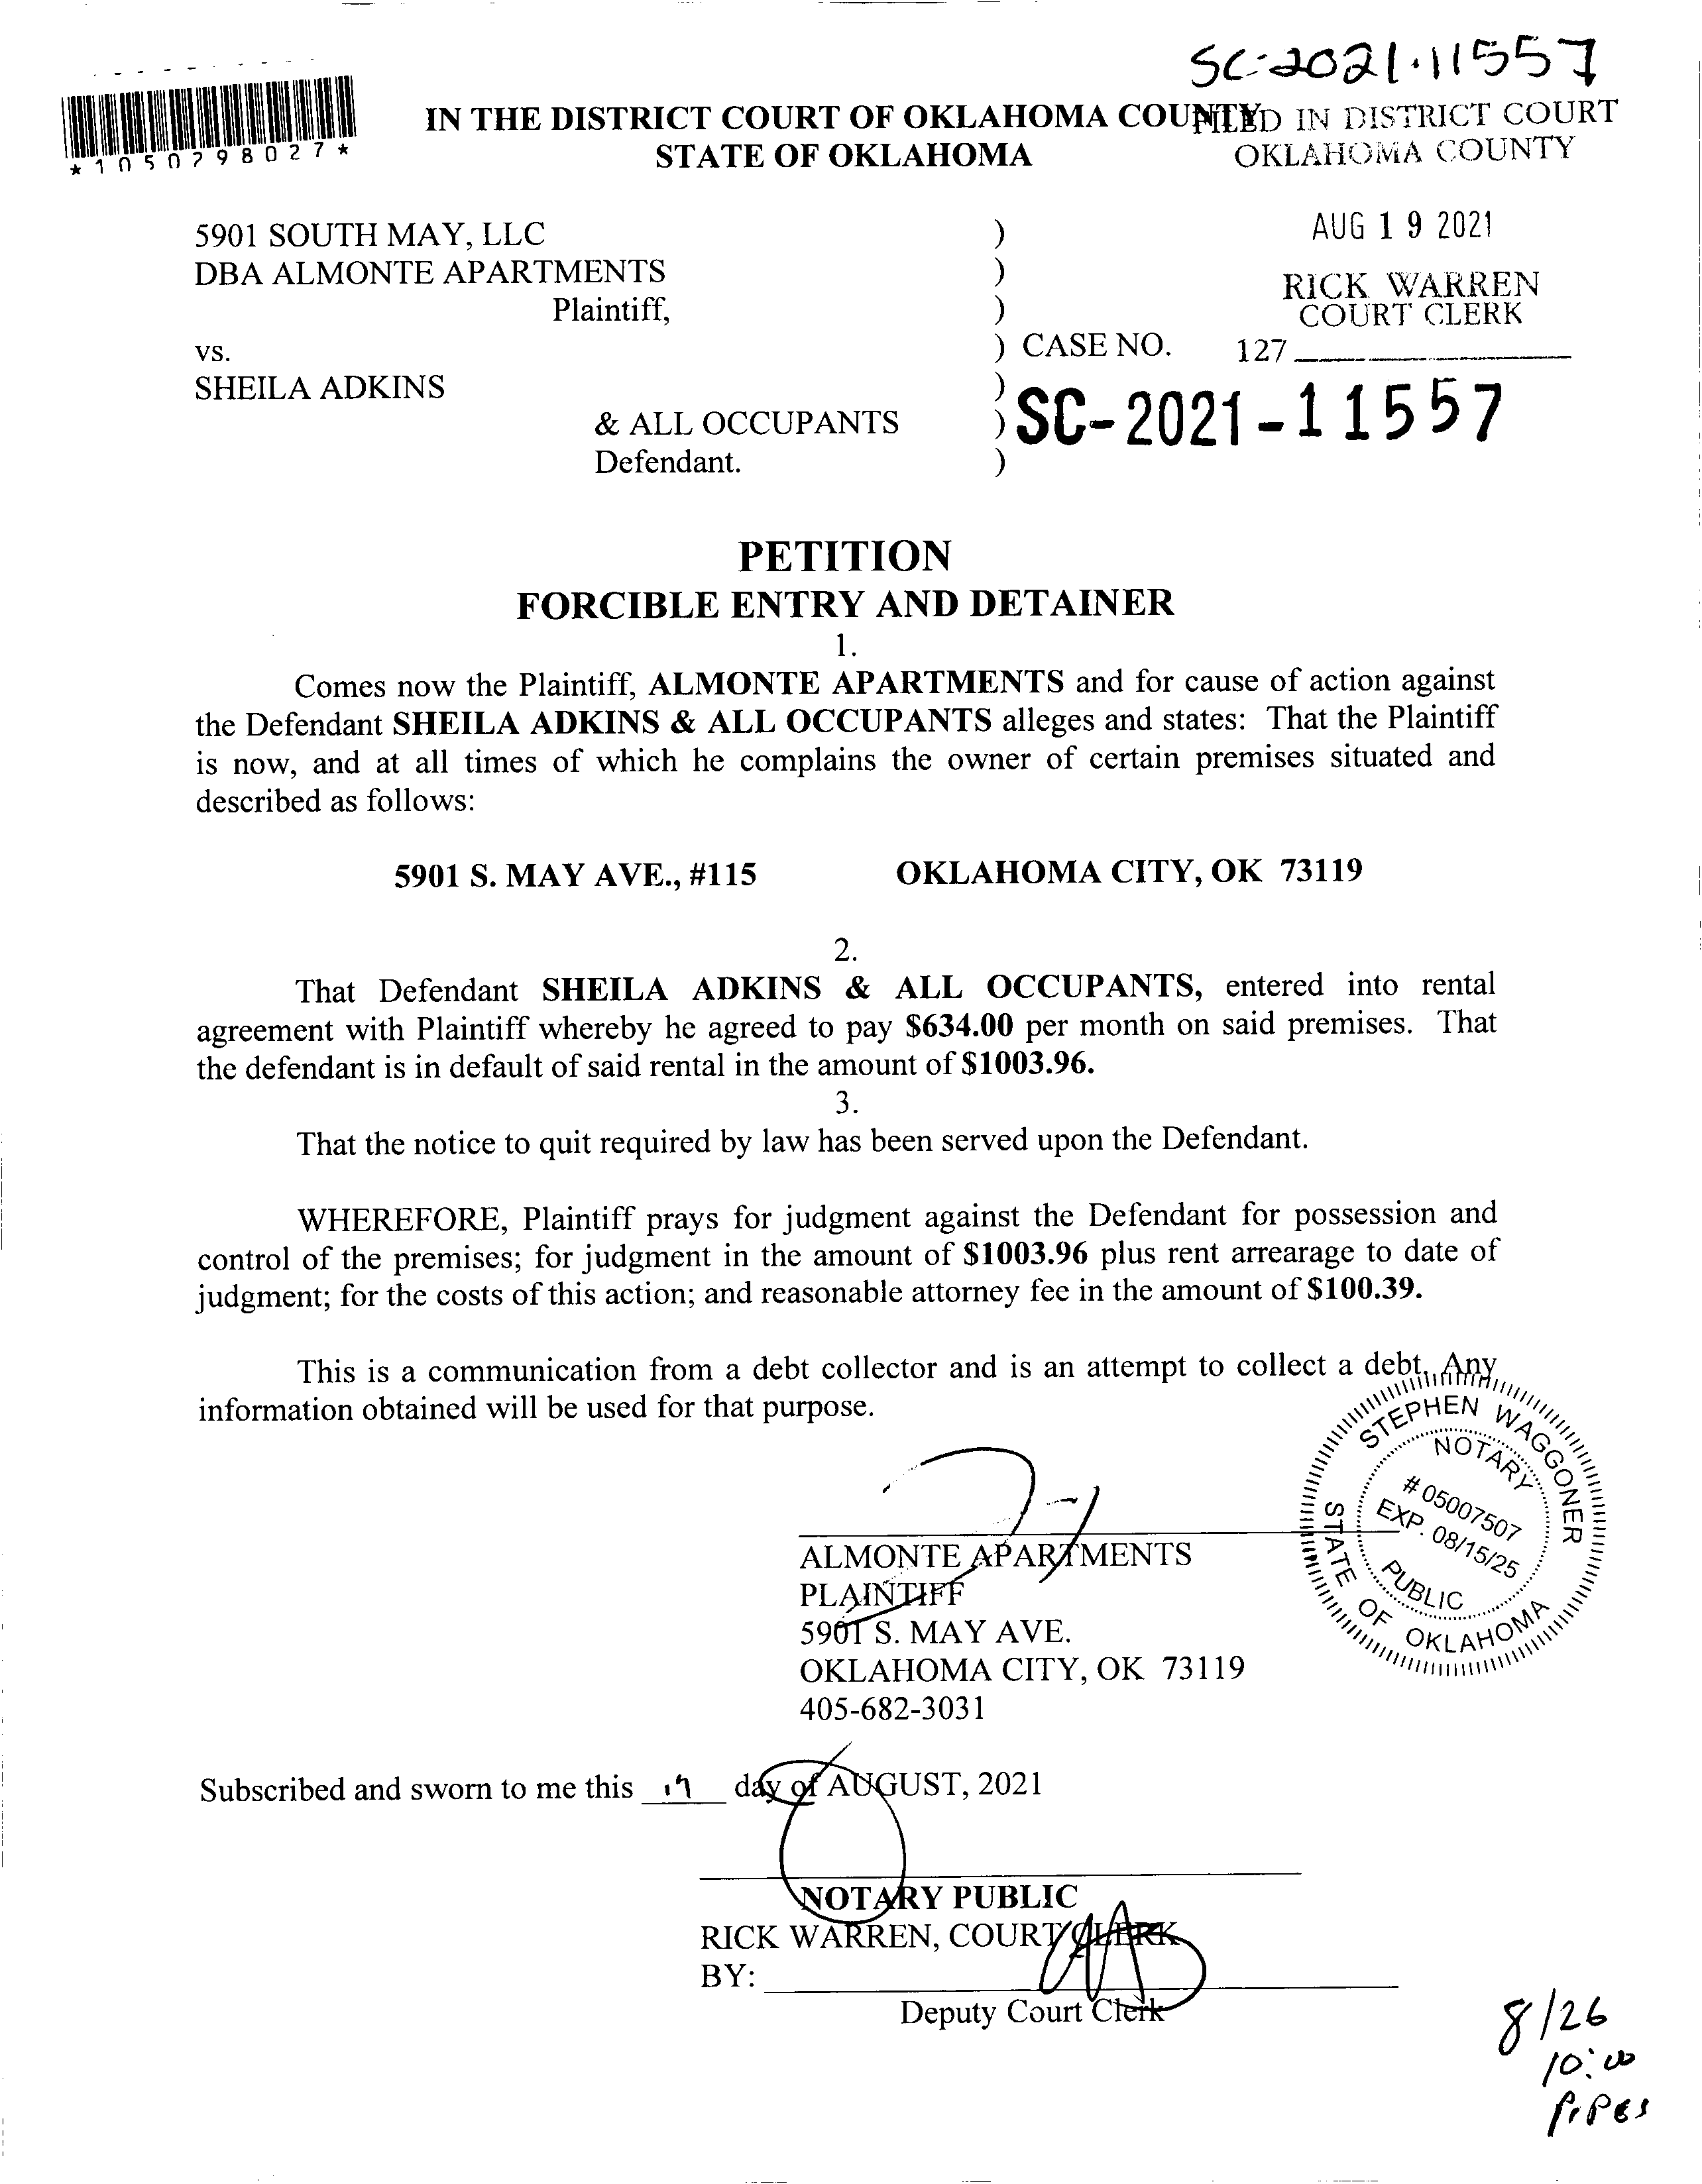 SC-2021-11557
*1050798027*
IN THE DISTRICT COURT OF OKLAHOMA COUNTY
STATE OF OKLAHOMA
FILED IN DISTRICT COURT
OKLAHOMA COUNTY
AUG 19 2021
RICK WARREN
COURT CLERK
127
5901 SOUTH MAY, LLC )
DBA ALMONTE APARTMENTS )
Plaintiff, )
vs. ) CASE NO.
SHEILA ADKINS )
& ALL OCCUPANTS ) SC-2021-11557
Defendant. )
PETITION
FORCIBLE ENTRY AND DETAINER
1.
Comes now the Plaintiff, ALMONTE APARTMENTS and for cause of action against
the Defendant SHEILA ADKINS & ALL OCCUPANTS alleges and states: That the Plaintiff
is now, and at all times of which he complains the owner of certain premises situated and
described as follows:
5901 S. MAY AVE., #115 OKLAHOMA CITY, OK 73119
2.
That Defendant SHEILA ADKINS & ALL OCCUPANTS, entered into rental
agreement with Plaintiff whereby he agreed to pay $634.00 per month on said premises. That
the defendant is in default of said rental in the amount of $1003.96.
3.
That the notice to quit required by law has been served upon the Defendant.
WHEREFORE, Plaintiff prays for judgment against the Defendant for possession and
control of the premises; for judgment in the amount of $1003.96 plus rent arrearage to date of
judgment; for the costs of this action; and reasonable attorney fee in the amount of $100.39.
This is a communication from a debt collector and is an attempt to collect a debt. Any
information obtained will be used for that purpose.
STEPHEN WAGGONER
NOTARY
# 05007507
EXP. 08/15/25
PUBLIC
STATE OF OKLAHOMA
ALMONTE APARTMENTS
PLAINTIFF
5901 S. MAY AVE.
OKLAHOMA CITY, OK 73119
405-682-3031
Subscribed and sworn to me this 19 day of AUGUST, 2021
NOTARY PUBLIC
RICK WARREN, COURT CLERK
BY:
Deputy Court Clerk
8/26
10:00
PIPES